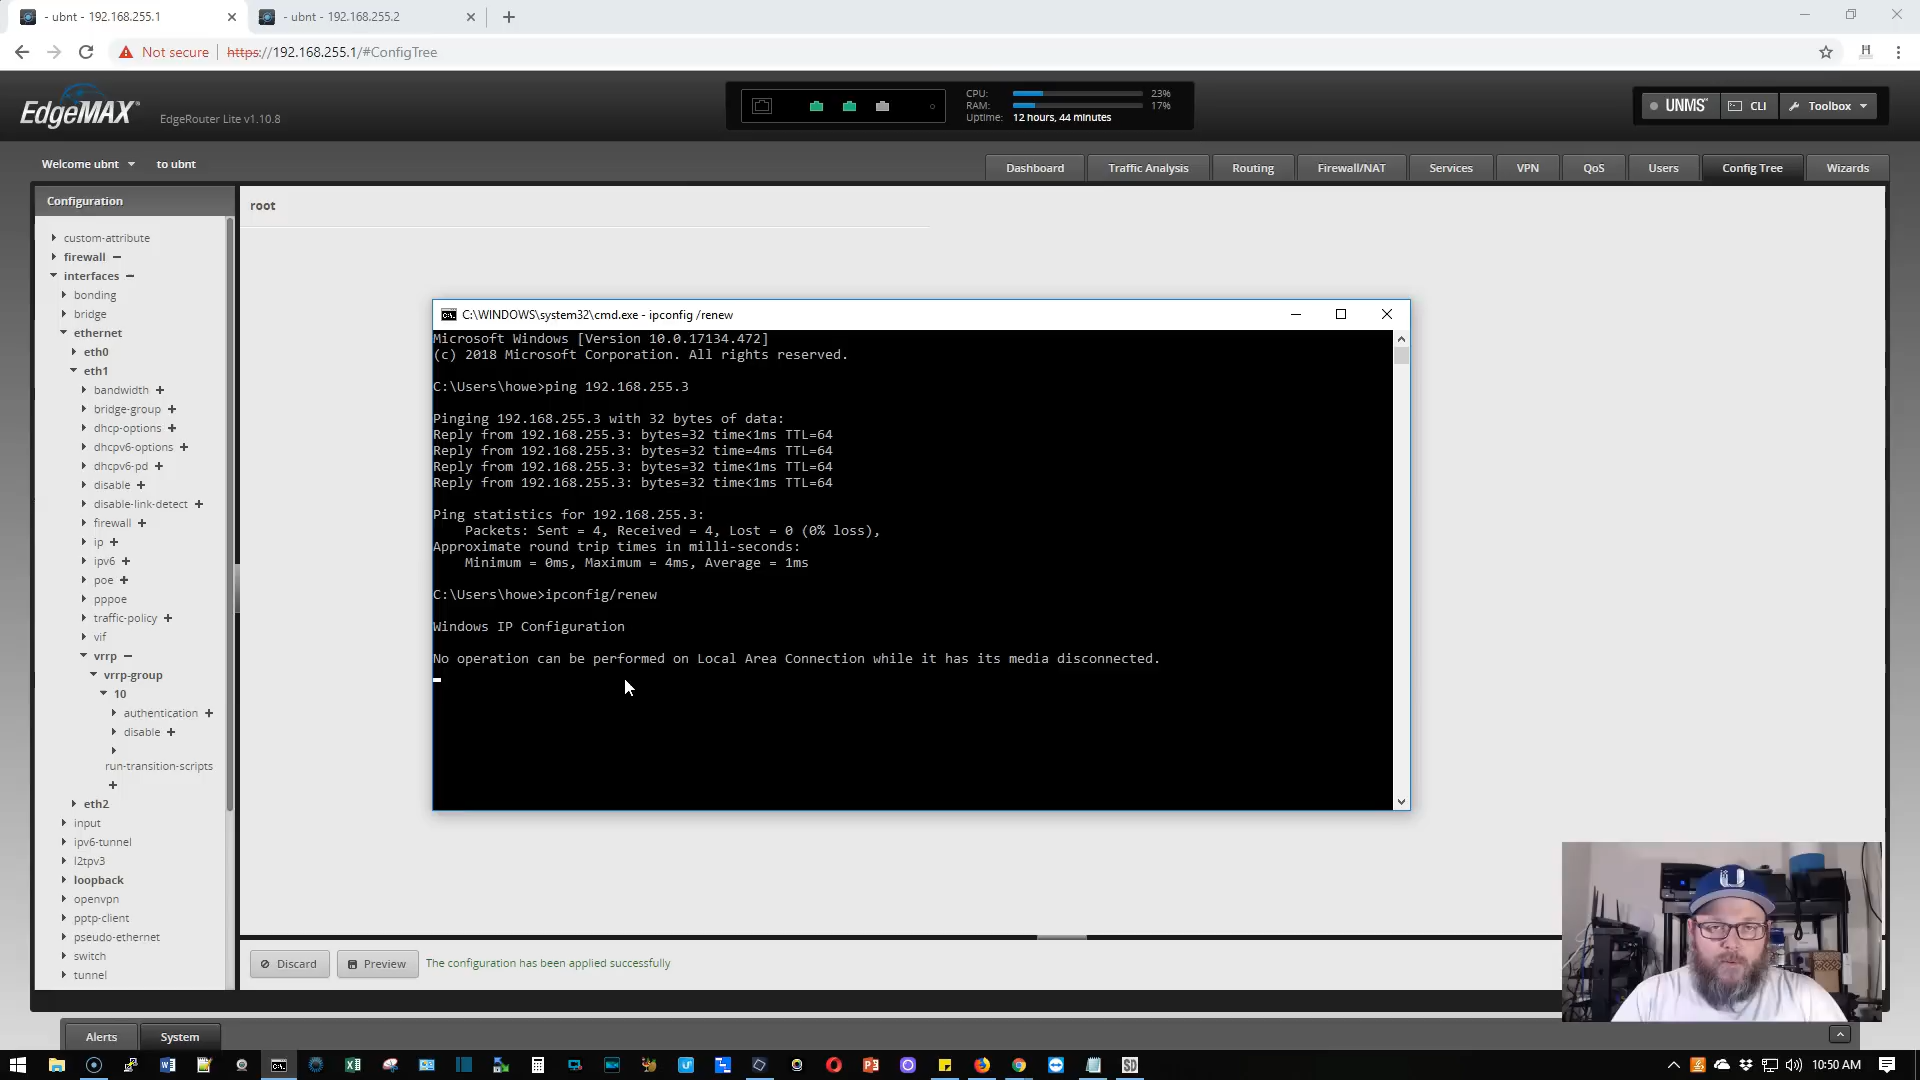 - ubnt - 192.168.255.1
- ubnt - 192.168.255.2
Not secure
https://192.168.255.1/#ConfigTree
EdgeMAX
EdgeRouter Lite v1.10.8
CPU: 23%
RAM: 17%
Uptime: 12 hours, 44 minutes
UNMS
CLI
Toolbox
Welcome ubnt
to ubnt
Dashboard
Traffic Analysis
Routing
Firewall/NAT
Services
VPN
QoS
Users
Config Tree
Wizards
Configuration
root
custom-attribute
firewall
interfaces
bonding
bridge
ethernet
eth0
eth1
bandwidth
bridge-group
dhcp-options
dhcpv6-options
dhcpv6-pd
disable
disable-link-detect
firewall
ip
ipv6
poe
pppoe
traffic-policy
vif
vrrp
vrrp-group
10
authentication
disable
run-transition-scripts
eth2
input
ipv6-tunnel
l2tpv3
loopback
openvpn
pptp-client
pseudo-ethernet
switch
tunnel
C:\WINDOWS\system32\cmd.exe - ipconfig /renew
Microsoft Windows [Version 10.0.17134.472]
(c) 2018 Microsoft Corporation. All rights reserved.
C:\Users\howe>ping 192.168.255.3
Pinging 192.168.255.3 with 32 bytes of data:
Reply from 192.168.255.3: bytes=32 time<1ms TTL=64
Reply from 192.168.255.3: bytes=32 time=4ms TTL=64
Reply from 192.168.255.3: bytes=32 time<1ms TTL=64
Reply from 192.168.255.3: bytes=32 time<1ms TTL=64
Ping statistics for 192.168.255.3:
Packets: Sent = 4, Received = 4, Lost = 0 (0% loss),
Approximate round trip times in milli-seconds:
Minimum = 0ms, Maximum = 4ms, Average = 1ms
C:\Users\howe>ipconfig/renew
Windows IP Configuration
No operation can be performed on Local Area Connection while it has its media disconnected.
Discard
Preview
The configuration has been applied successfully
Alerts
System
10:50 AM